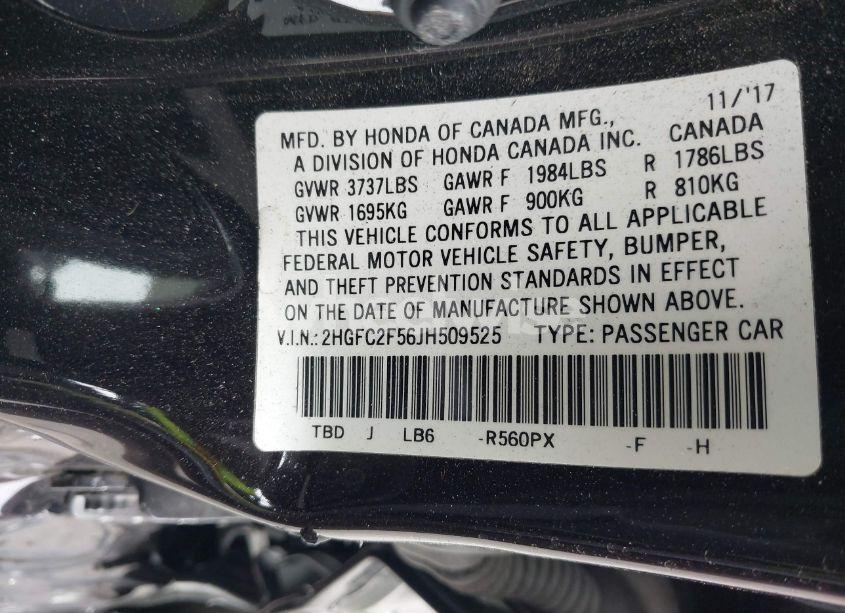 11/'17
MFD. BY HONDA OF CANADA MFG., CANADA
A DIVISION OF HONDA CANADA INC.
GVWR 3737LBS GAWR F 1984LBS R 1786LBS
GVWR 1695KG GAWR F 900KG R 810KG
THIS VEHICLE CONFORMS TO ALL APPLICABLE
FEDERAL MOTOR VEHICLE SAFETY, BUMPER,
AND THEFT PREVENTION STANDARDS IN EFFECT
ON THE DATE OF MANUFACTURE SHOWN ABOVE.
V.I.N.: 2HGFC2F56JH509525 TYPE: PASSENGER CAR
TBD J LB6 -R560PX -F -H